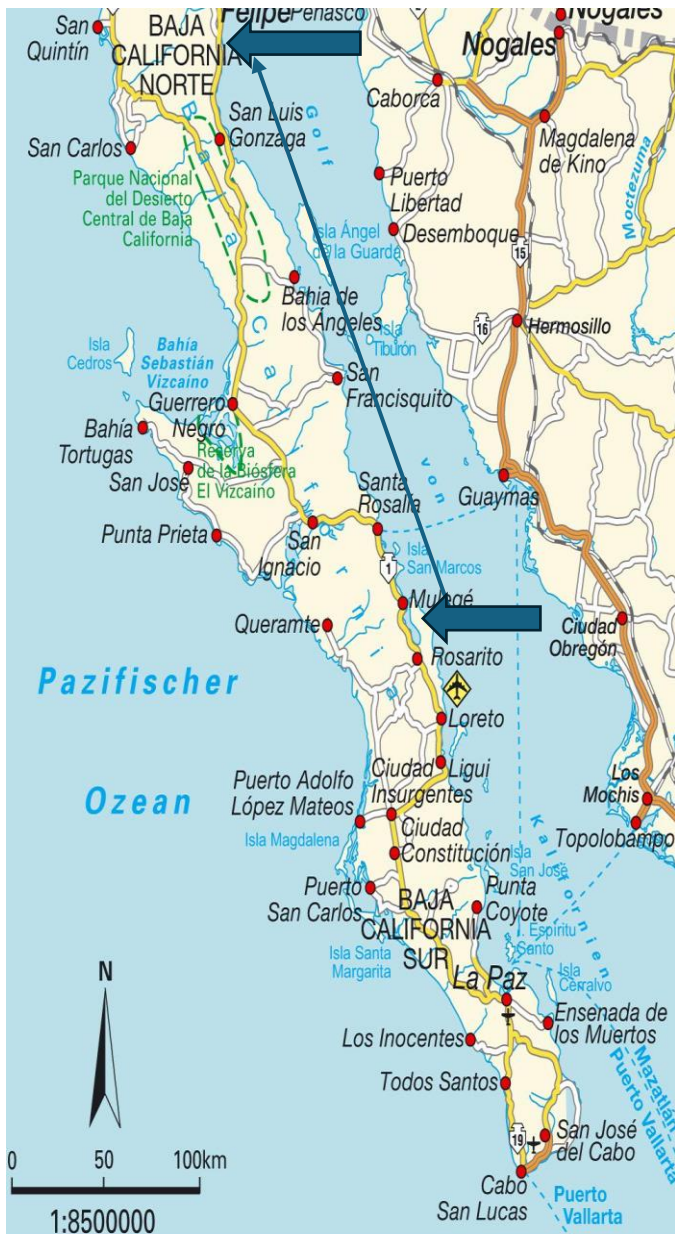 Felipe
Peñasco
Nogales
Nogales
San
Quintín
BAJA
CALIFORNIA
NORTE
Caborca
San Luis
Gonzaga
Golf
San Carlos
Magdalena
de Kino
Moctezuma
Baja
Parque Nacional
del Desierto
Central de Baja
California
Puerto
Libertad
Desemboque
Isla Ángel
de la Guarda
15
Bahia de
los Ángeles
Isla
Tiburón
16
Hermosillo
Isla
Cedros
Bahía
Sebastián
Vizcaíno
San
Francisquito
Guerrero
Negro
Bahía
Tortugas
Reserva
de la Biósfera
El Vizcaíno
San José
California
von
Santa
Rosalía
Guaymas
Punta Prieta
San
Ignacio
Isla
San Marcos
1
Mulegé
Queramte
Ciudad
Obregón
Rosarito
Pazifischer
Ozean
Loreto
Ciudad
Insurgentes
Ligui
Puerto Adolfo
López Mateos
Los
Mochis
Topolobampo
Isla Magdalena
Ciudad
Constitución
Isla
San José
Kalifornien
Puerto
San Carlos
Punta
Coyote
BAJA
CALIFORNIA
SUR
Isla Santa
Margarita
Espíritu
Santo
La Paz
Isla
Cerralvo
N
Ensenada de
los Muertos
Los Inocentes
Mazatlán
Puerto Vallarta
Todos Santos
19
San José
del Cabo
0 50 100km
Cabo
San Lucas
Puerto
Vallarta
1:8500000